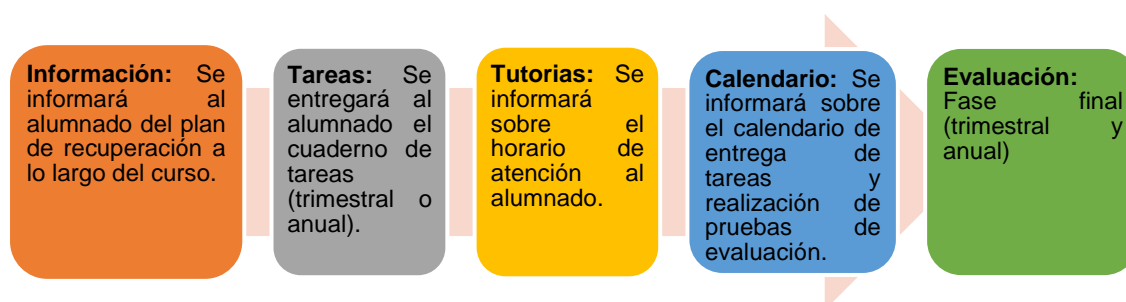 Información: Se
informará al
alumnado del plan
de recuperación a
lo largo del curso.
Tareas: Se
entregará al
alumnado el
cuaderno de
tareas
(trimestral o
anual).
Tutorias: Se
informará
sobre el
horario de
atención al
alumnado.
Calendario: Se
informará sobre
el calendario de
entrega de
tareas y
realización de
pruebas de
evaluación.
Evaluación:
Fase final
(trimestral y
anual)